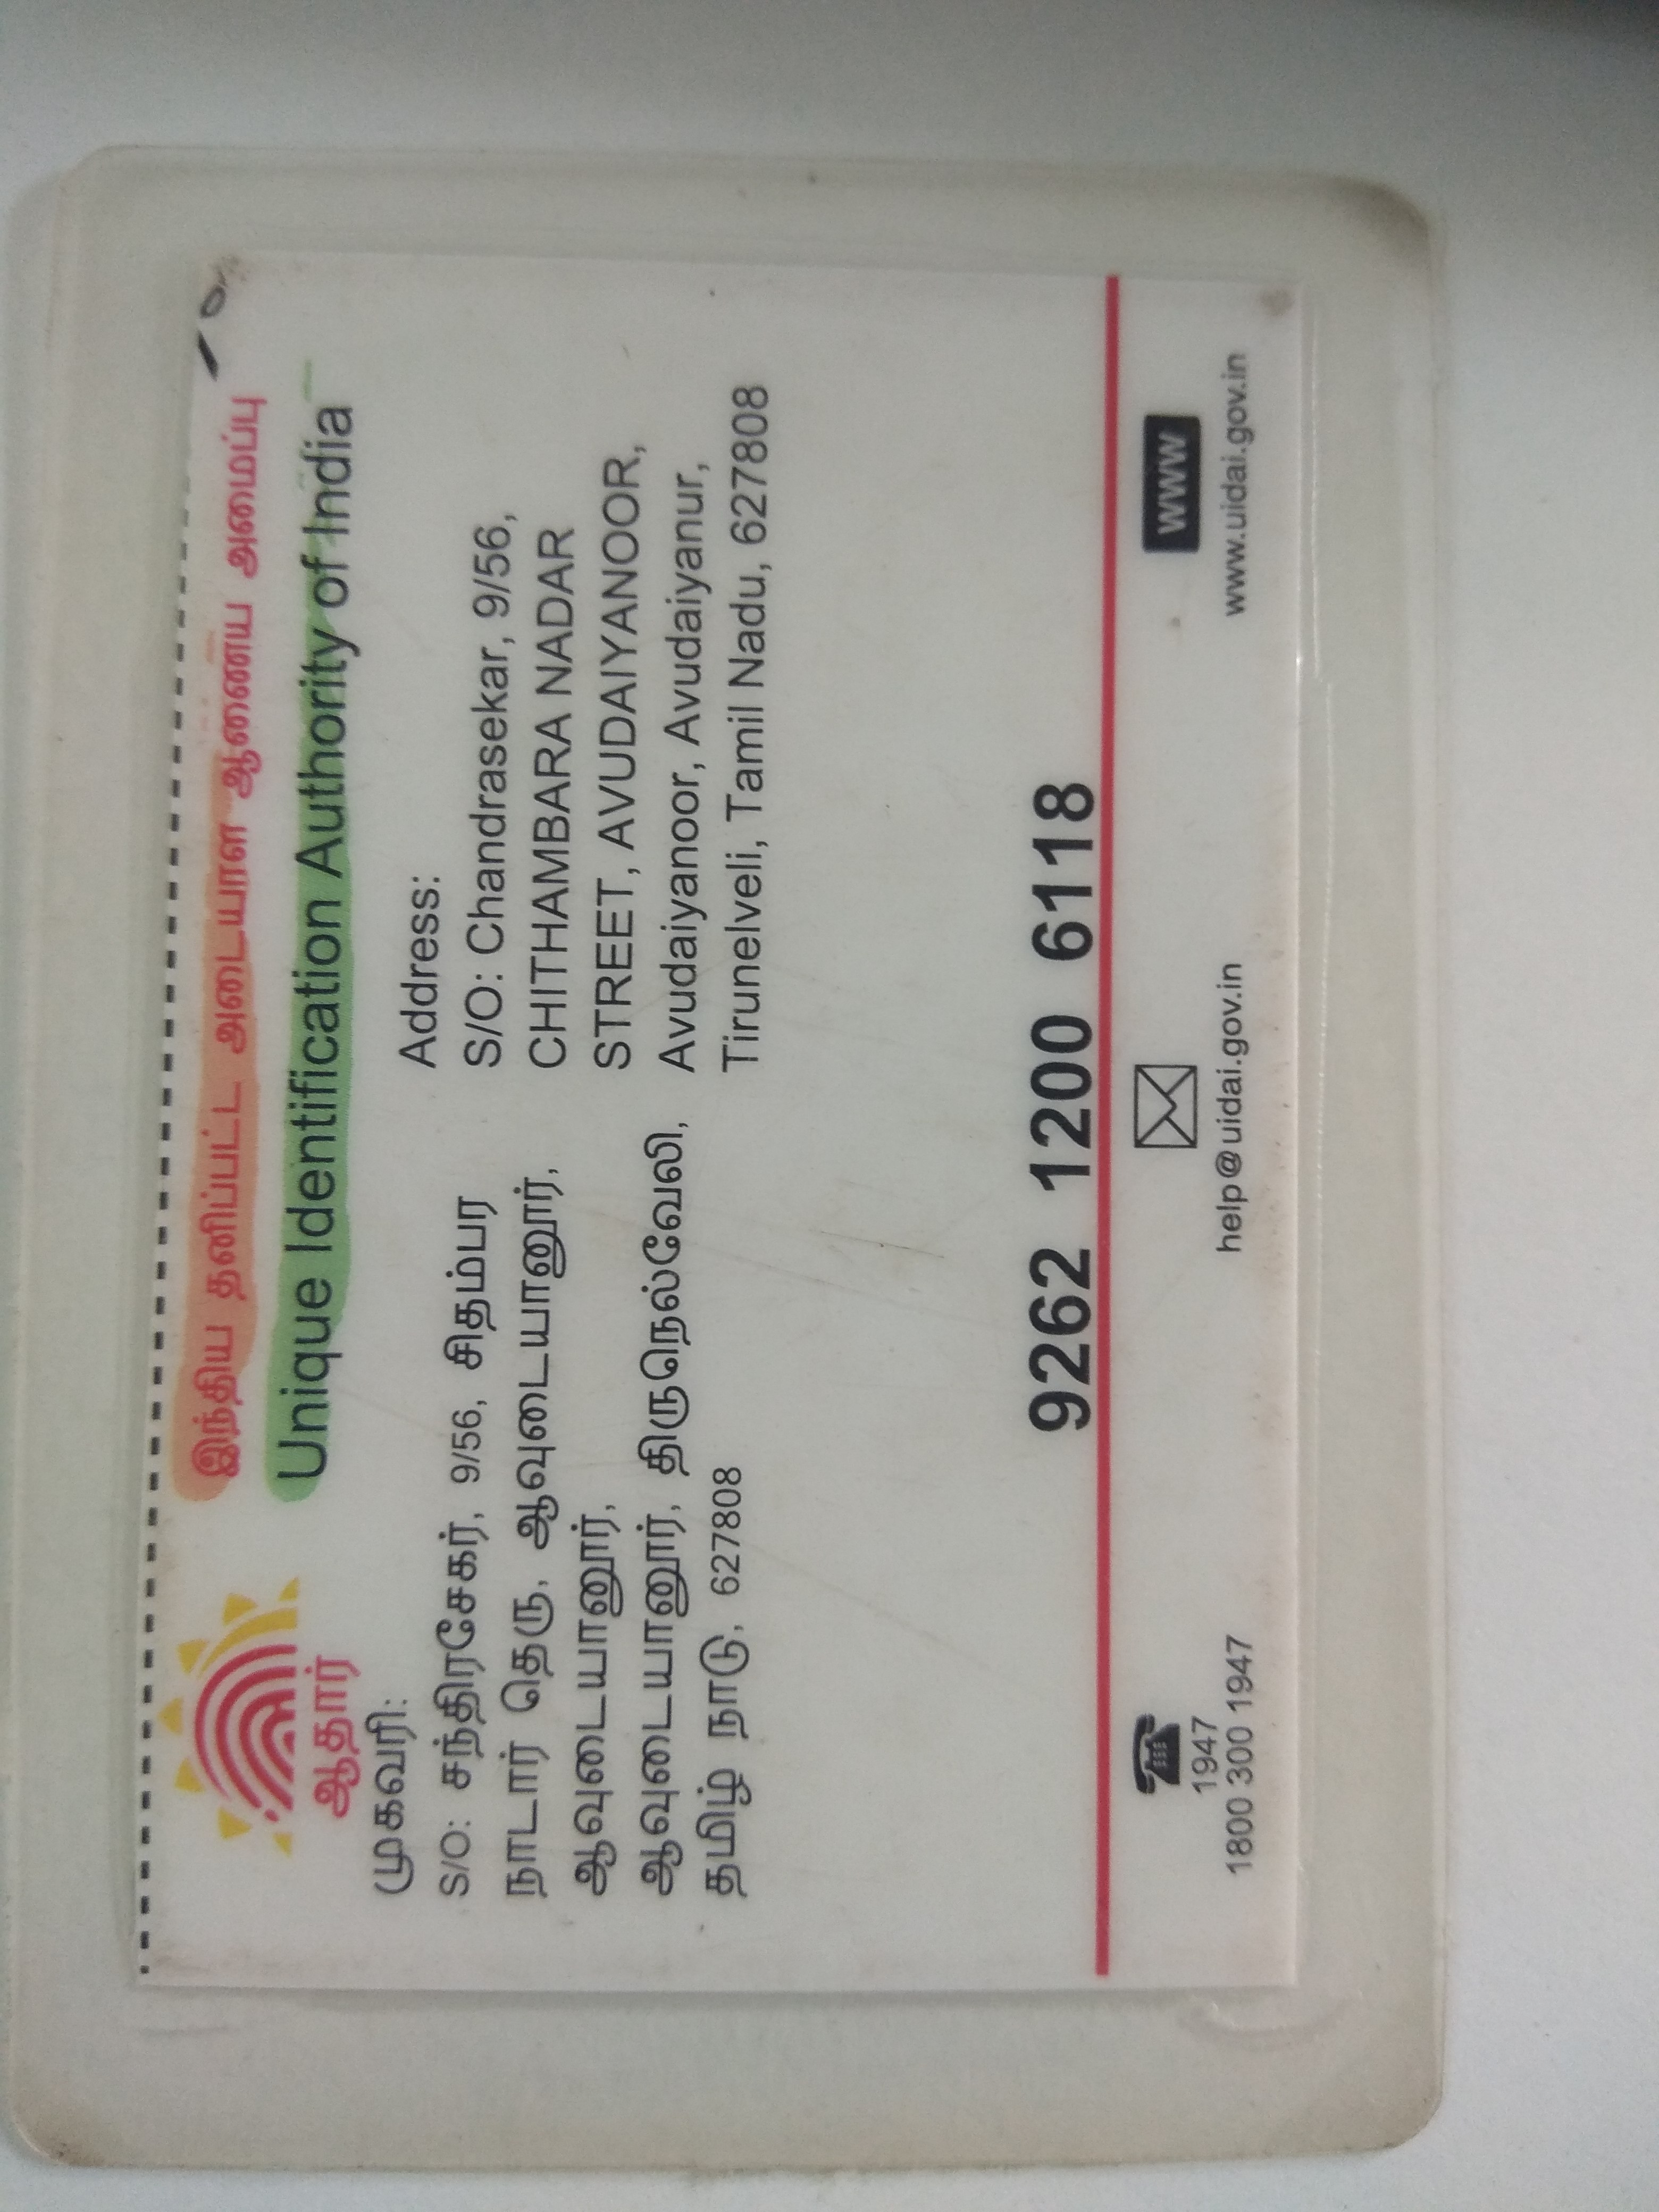 இந்திய தனிப்பட்ட அடையாள ஆணைய அமைப்பு
Unique Identification Authority of India
ஆதார்
முகவரி:
S/O: சந்திரசேகர், 9/56, சிதம்பர
நாடார் தெரு, ஆவுடையானூர்,
ஆவுடையானூர்,
ஆவுடையானூர், திருநெல்வேலி,
தமிழ் நாடு, 627808
Address:
S/O: Chandrasekar, 9/56,
CHITHAMBARA NADAR
STREET, AVUDAIYANOOR,
Avudaiyanoor, Avudaiyanur,
Tirunelveli, Tamil Nadu, 627808
9262 1200 6118
1947
1800 300 1947
help@uidai.gov.in
WWW
www.uidai.gov.in